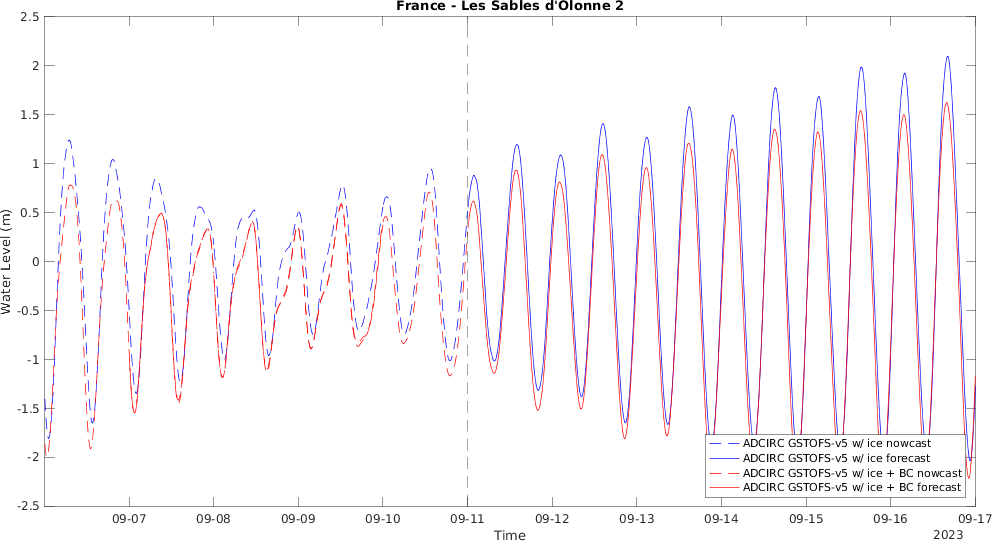 France - Les Sables d'Olonne 2
2.5
2
1.5
1
0.5
0
-0.5
-1
-1.5
-2
-2.5
Water Level (m)
ADCIRC GSTOFS-v5 w/ ice nowcast
ADCIRC GSTOFS-v5 w/ ice forecast
ADCIRC GSTOFS-v5 w/ ice + BC nowcast
ADCIRC GSTOFS-v5 w/ ice + BC forecast
09-07 09-08 09-09 09-10 09-11 09-12 09-13 09-14 09-15 09-16 09-17
Time
2023